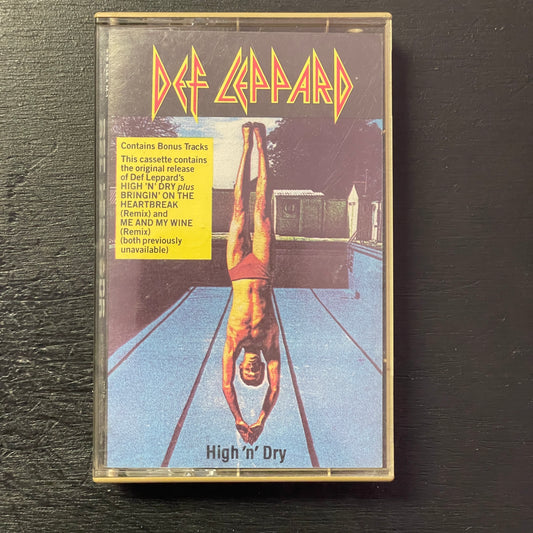 DEF LEPPARD
Contains Bonus Tracks
This cassette contains
the original release
of Def Leppard's
HIGH 'N' DRY plus
BRINGIN' ON THE
HEARTBREAK
(Remix) and
ME AND MY WINE
(Remix)
(both previously
unavailable)
High 'n' Dry